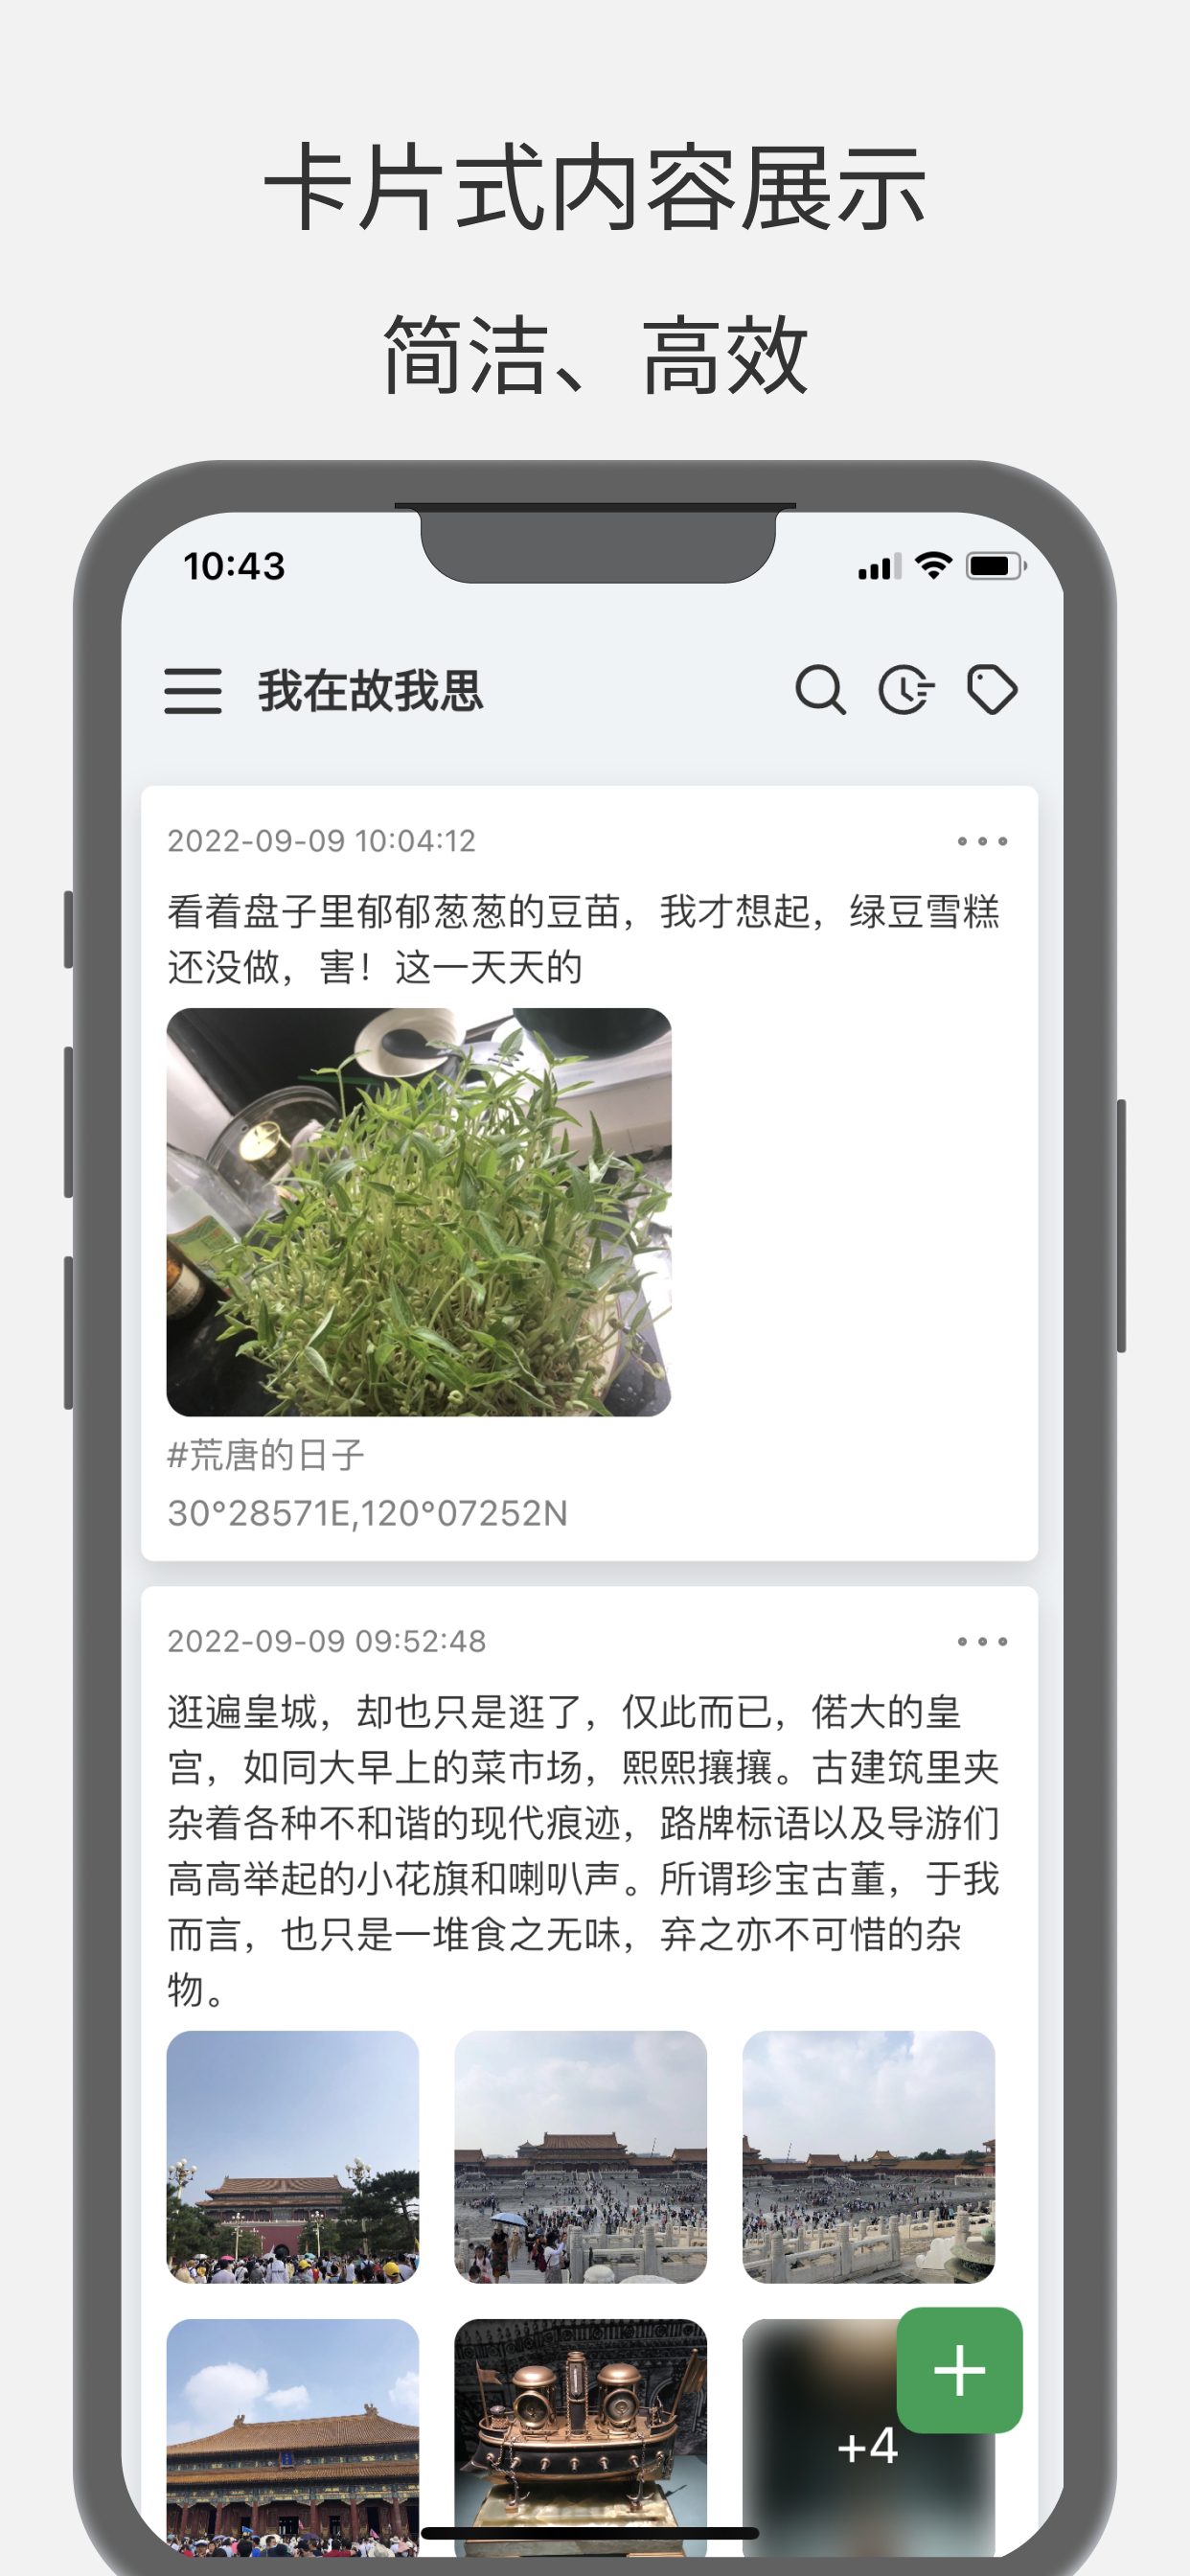 卡片式内容展示
简洁、高效
10:43
我在故我思
2022-09-09 10:04:12
看着盘子里郁郁葱葱的豆苗，我才想起，绿豆雪糕
还没做，害！这一天天的
#荒唐的日子
30°28571E,120°07252N
2022-09-09 09:52:48
逛遍皇城，却也只是逛了，仅此而已，偌大的皇
宫，如同大早上的菜市场，熙熙攘攘。古建筑里夹
杂着各种不和谐的现代痕迹，路牌标语以及导游们
高高举起的小花旗和喇叭声。所谓珍宝古董，于我
而言，也只是一堆食之无味，弃之亦不可惜的杂
物。
+4